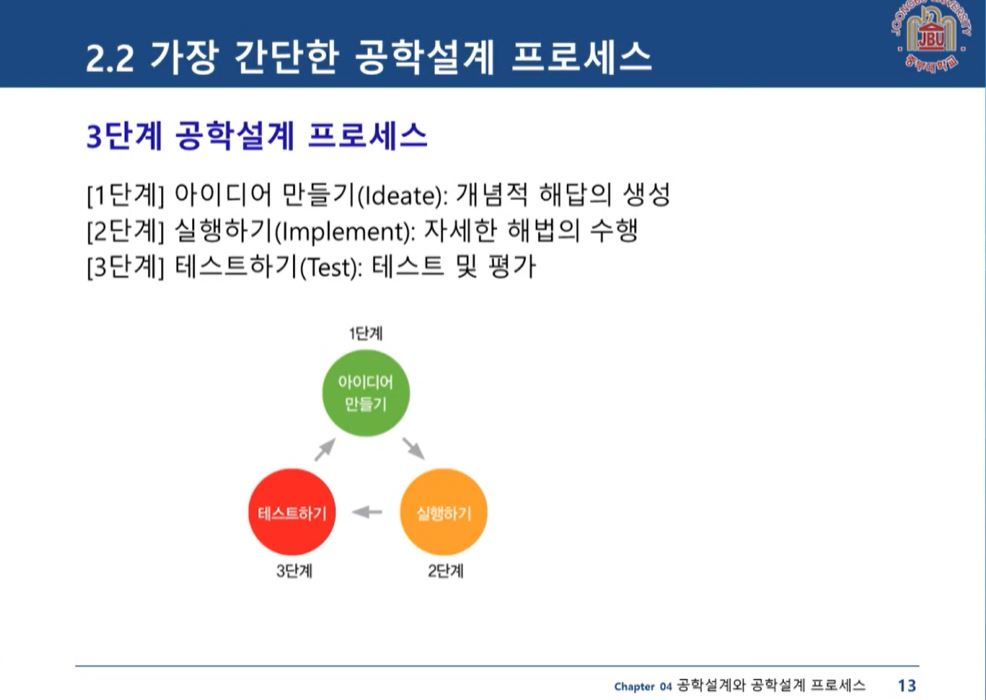 2.2 가장 간단한 공학설계 프로세스
JOONGBU UNIVERSITY
JBU
중부대학교
3단계 공학설계 프로세스
[1단계] 아이디어 만들기(Ideate): 개념적 해답의 생성
[2단계] 실행하기(Implement): 자세한 해법의 수행
[3단계] 테스트하기(Test): 테스트 및 평가
1단계
아이디어
만들기
테스트하기
실행하기
3단계
2단계
Chapter 04 공학설계와 공학설계 프로세스
13